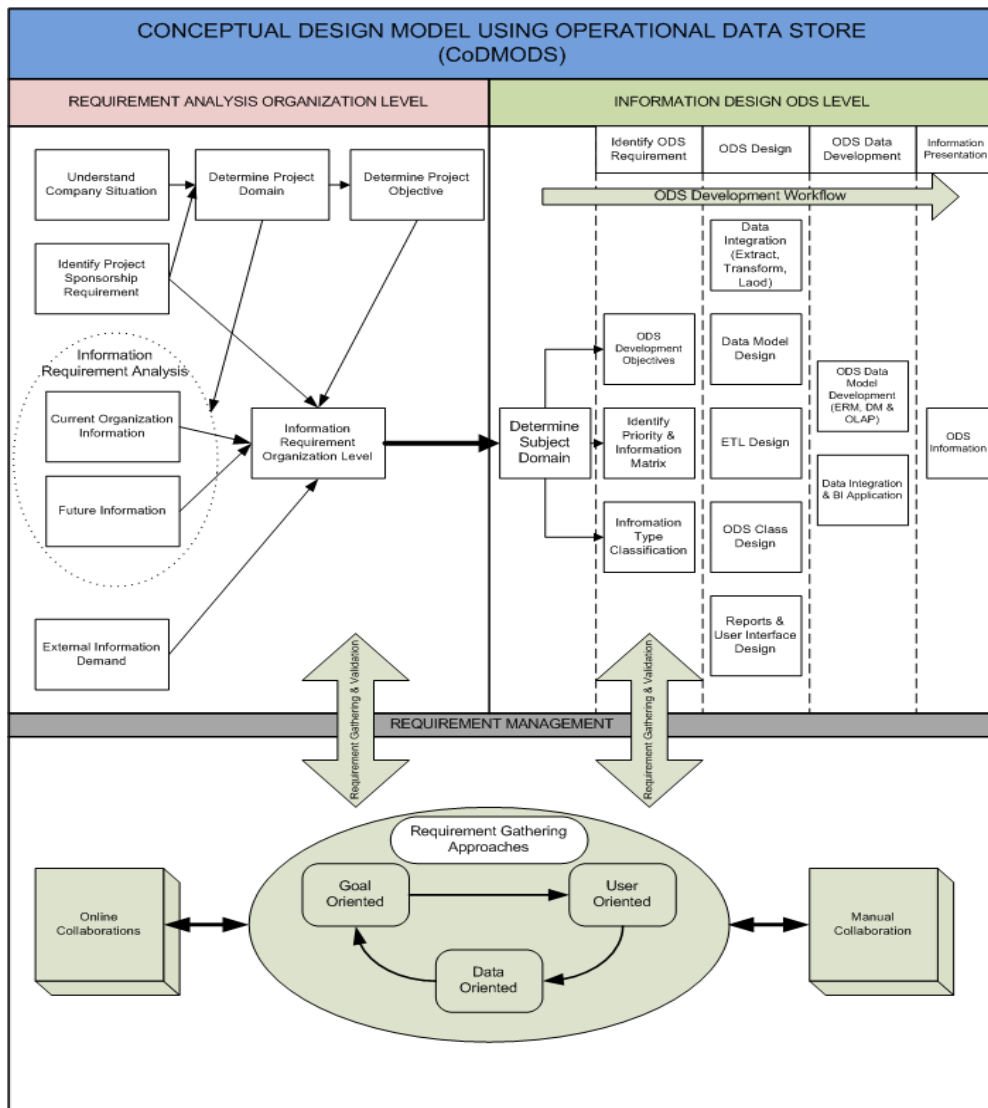 CONCEPTUAL DESIGN MODEL USING OPERATIONAL DATA STORE
(CoDMODS)
REQUIREMENT ANALYSIS ORGANIZATION LEVEL
INFORMATION DESIGN ODS LEVEL
Understand
Company Situation
Determine Project
Domain
Determine Project
Objective
Identify Project
Sponsorship
Requirement
Information
Requirement Analysis
Current Organization
Information
Future Information
Information
Requirement
Organization Level
External Information
Demand
Identify ODS
Requirement
ODS Design
ODS Data
Development
Information
Presentation
ODS Development Workflow
Determine
Subject
Domain
ODS
Development
Objectives
Identify
Priority &
Information
Matrix
Infromation
Type
Classification
Data
Integration
(Extract,
Transform,
Laod)
Data Model
Design
ETL Design
ODS Class
Design
Reports &
User Interface
Design
ODS Data
Model
Development
(ERM, DM &
OLAP)
Data Integration
& BI Application
ODS
Information
Requirement Gathering & Validation
Requirement Gathering & Validation
REQUIREMENT MANAGEMENT
Requirement Gathering
Approaches
Goal
Oriented
User
Oriented
Data
Oriented
Online
Collaborations
Manual
Collaboration